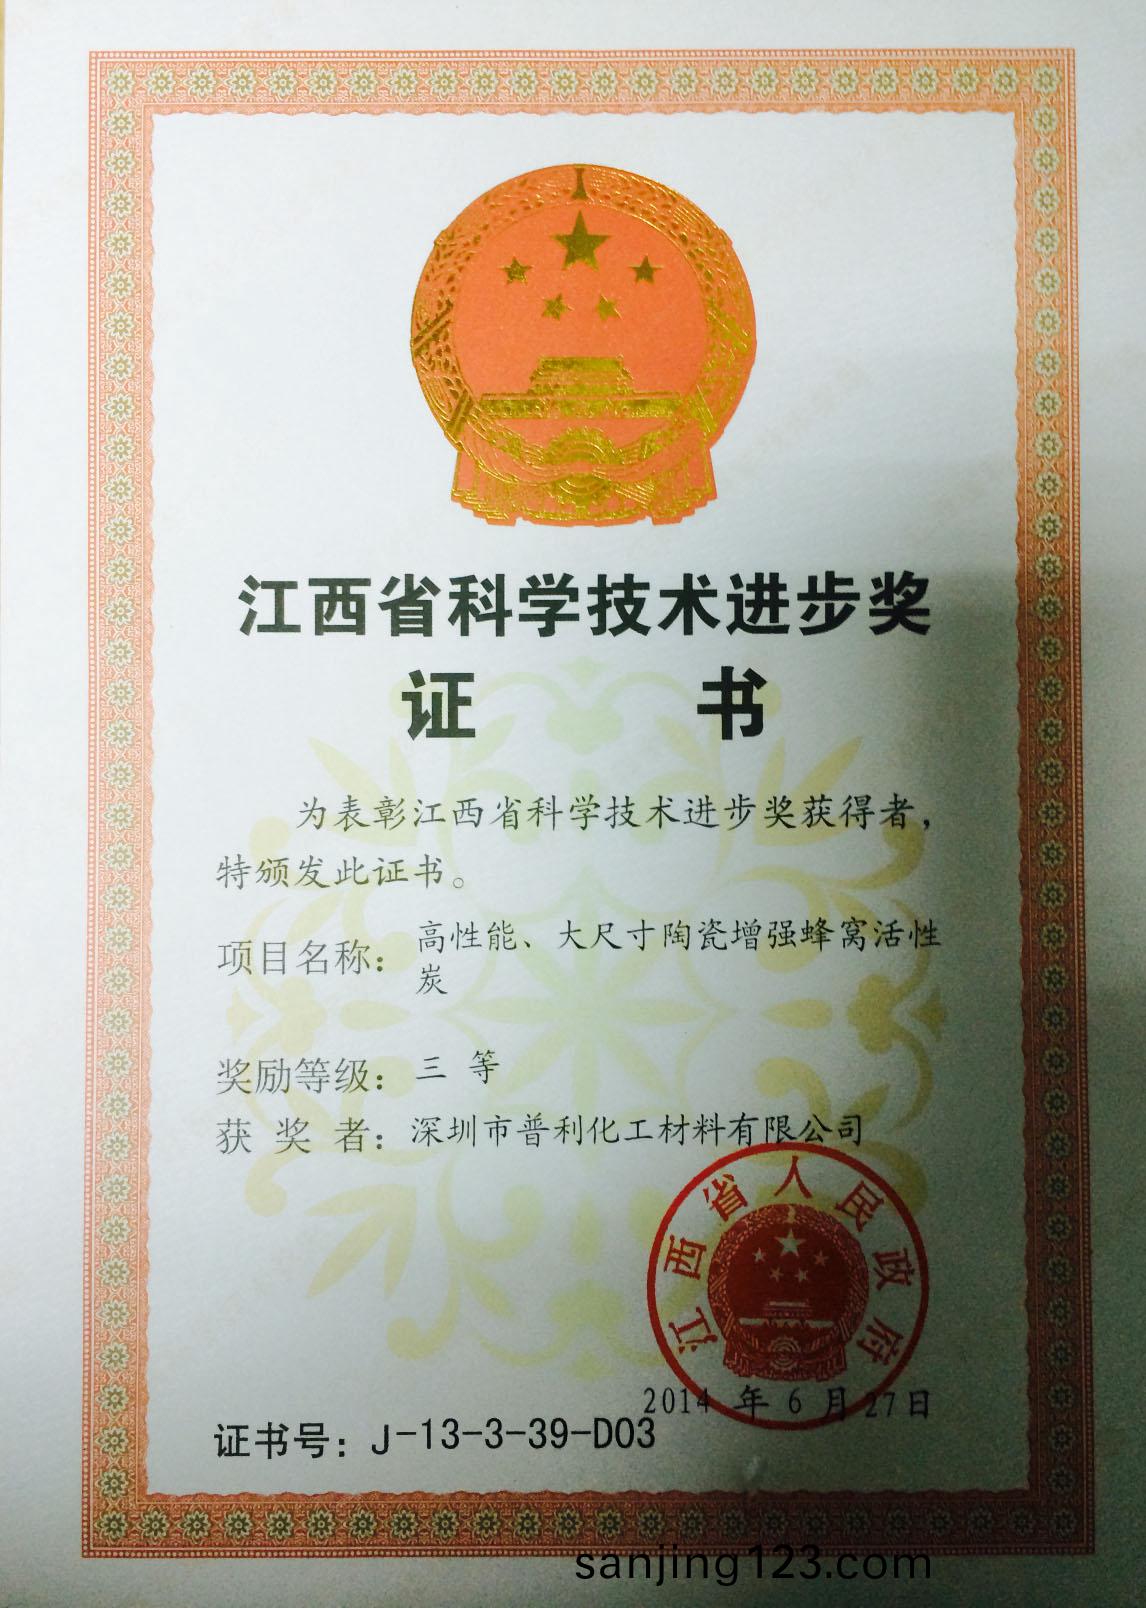 江西省科学技术进步奖
证 书
为表彰江西省科学技术进步奖获得者，
特颁发此证书。
项目名称：高性能、大尺寸陶瓷增强蜂窝活性
炭
奖励等级：三 等
获 奖 者：深圳市普利化工材料有限公司
江西省人民政府
2014 年 6 月 27日
证书号：J-13-3-39-D03
sanjing123.com